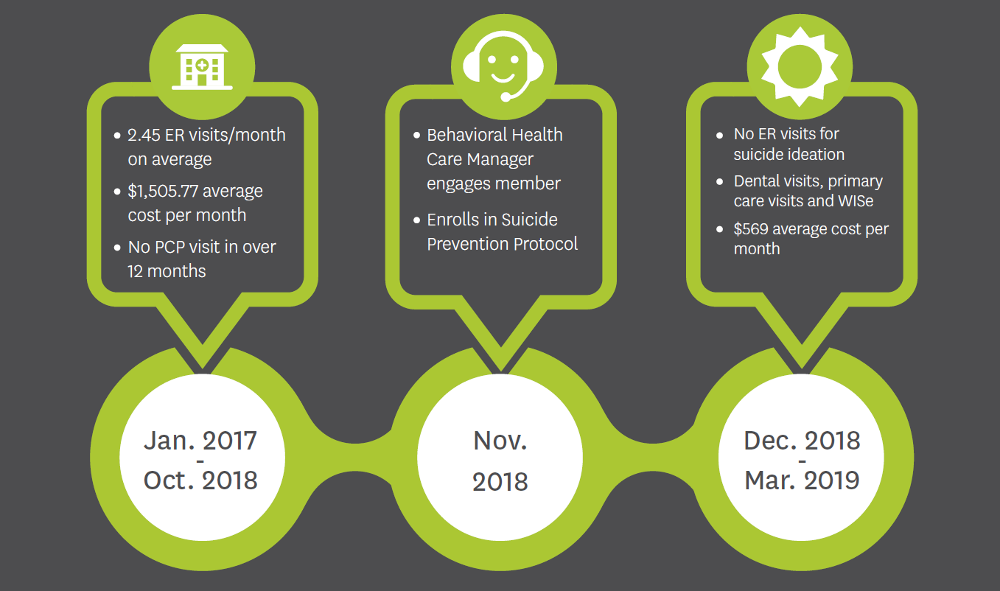 • 2.45 ER visits/month
on average
• $1,505.77 average
cost per month
• No PCP visit in over
12 months
• Behavioral Health
Care Manager
engages member
• Enrolls in Suicide
Prevention Protocol
• No ER visits for
suicide ideation
• Dental visits, primary
care visits and WISe
• $569 average cost per
month
Jan. 2017
-
Oct. 2018
Nov.
2018
Dec. 2018
-
Mar. 2019